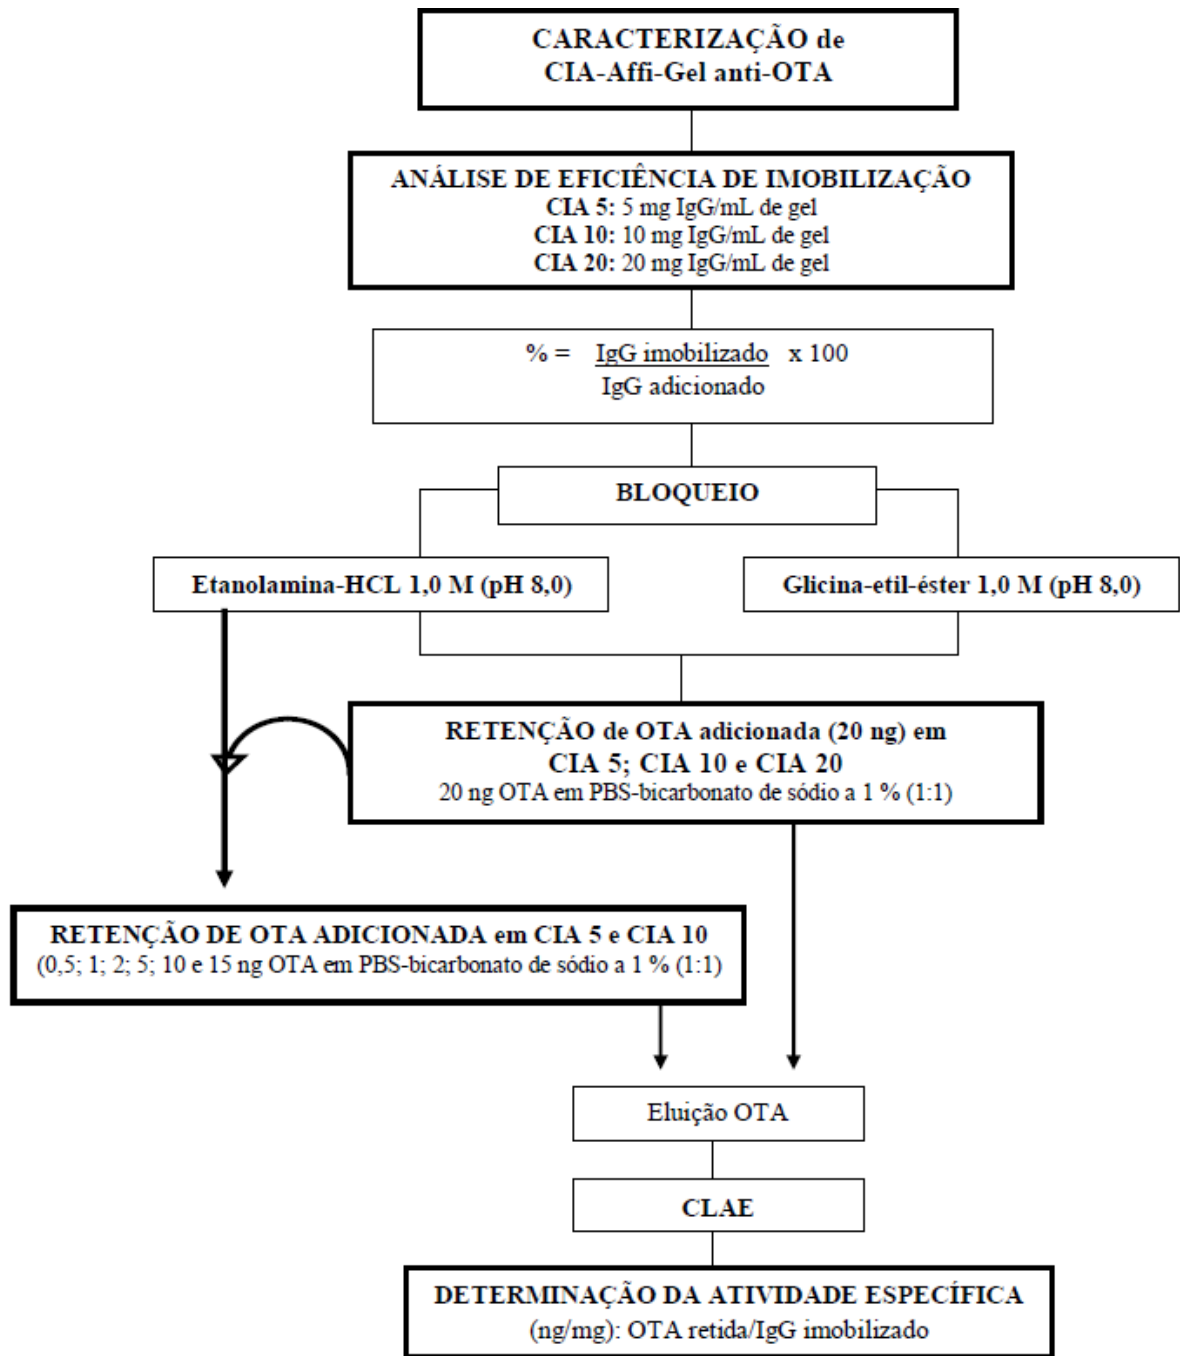 CARACTERIZAÇÃO de
CIA-Affi-Gel anti-OTA
ANÁLISE DE EFICIÊNCIA DE IMOBILIZAÇÃO
CIA 5: 5 mg IgG/mL de gel
CIA 10: 10 mg IgG/mL de gel
CIA 20: 20 mg IgG/mL de gel
% = IgG imobilizado x 100
IgG adicionado
BLOQUEIO
Etanolamina-HCL 1,0 M (pH 8,0)
Glicina-etil-éster 1,0 M (pH 8,0)
RETENÇÃO de OTA adicionada (20 ng) em
CIA 5; CIA 10 e CIA 20
20 ng OTA em PBS-bicarbonato de sódio a 1 % (1:1)
RETENÇÃO DE OTA ADICIONADA em CIA 5 e CIA 10
(0,5; 1; 2; 5; 10 e 15 ng OTA em PBS-bicarbonato de sódio a 1 % (1:1)
Eluição OTA
CLAE
DETERMINAÇÃO DA ATIVIDADE ESPECÍFICA
(ng/mg): OTA retida/IgG imobilizado